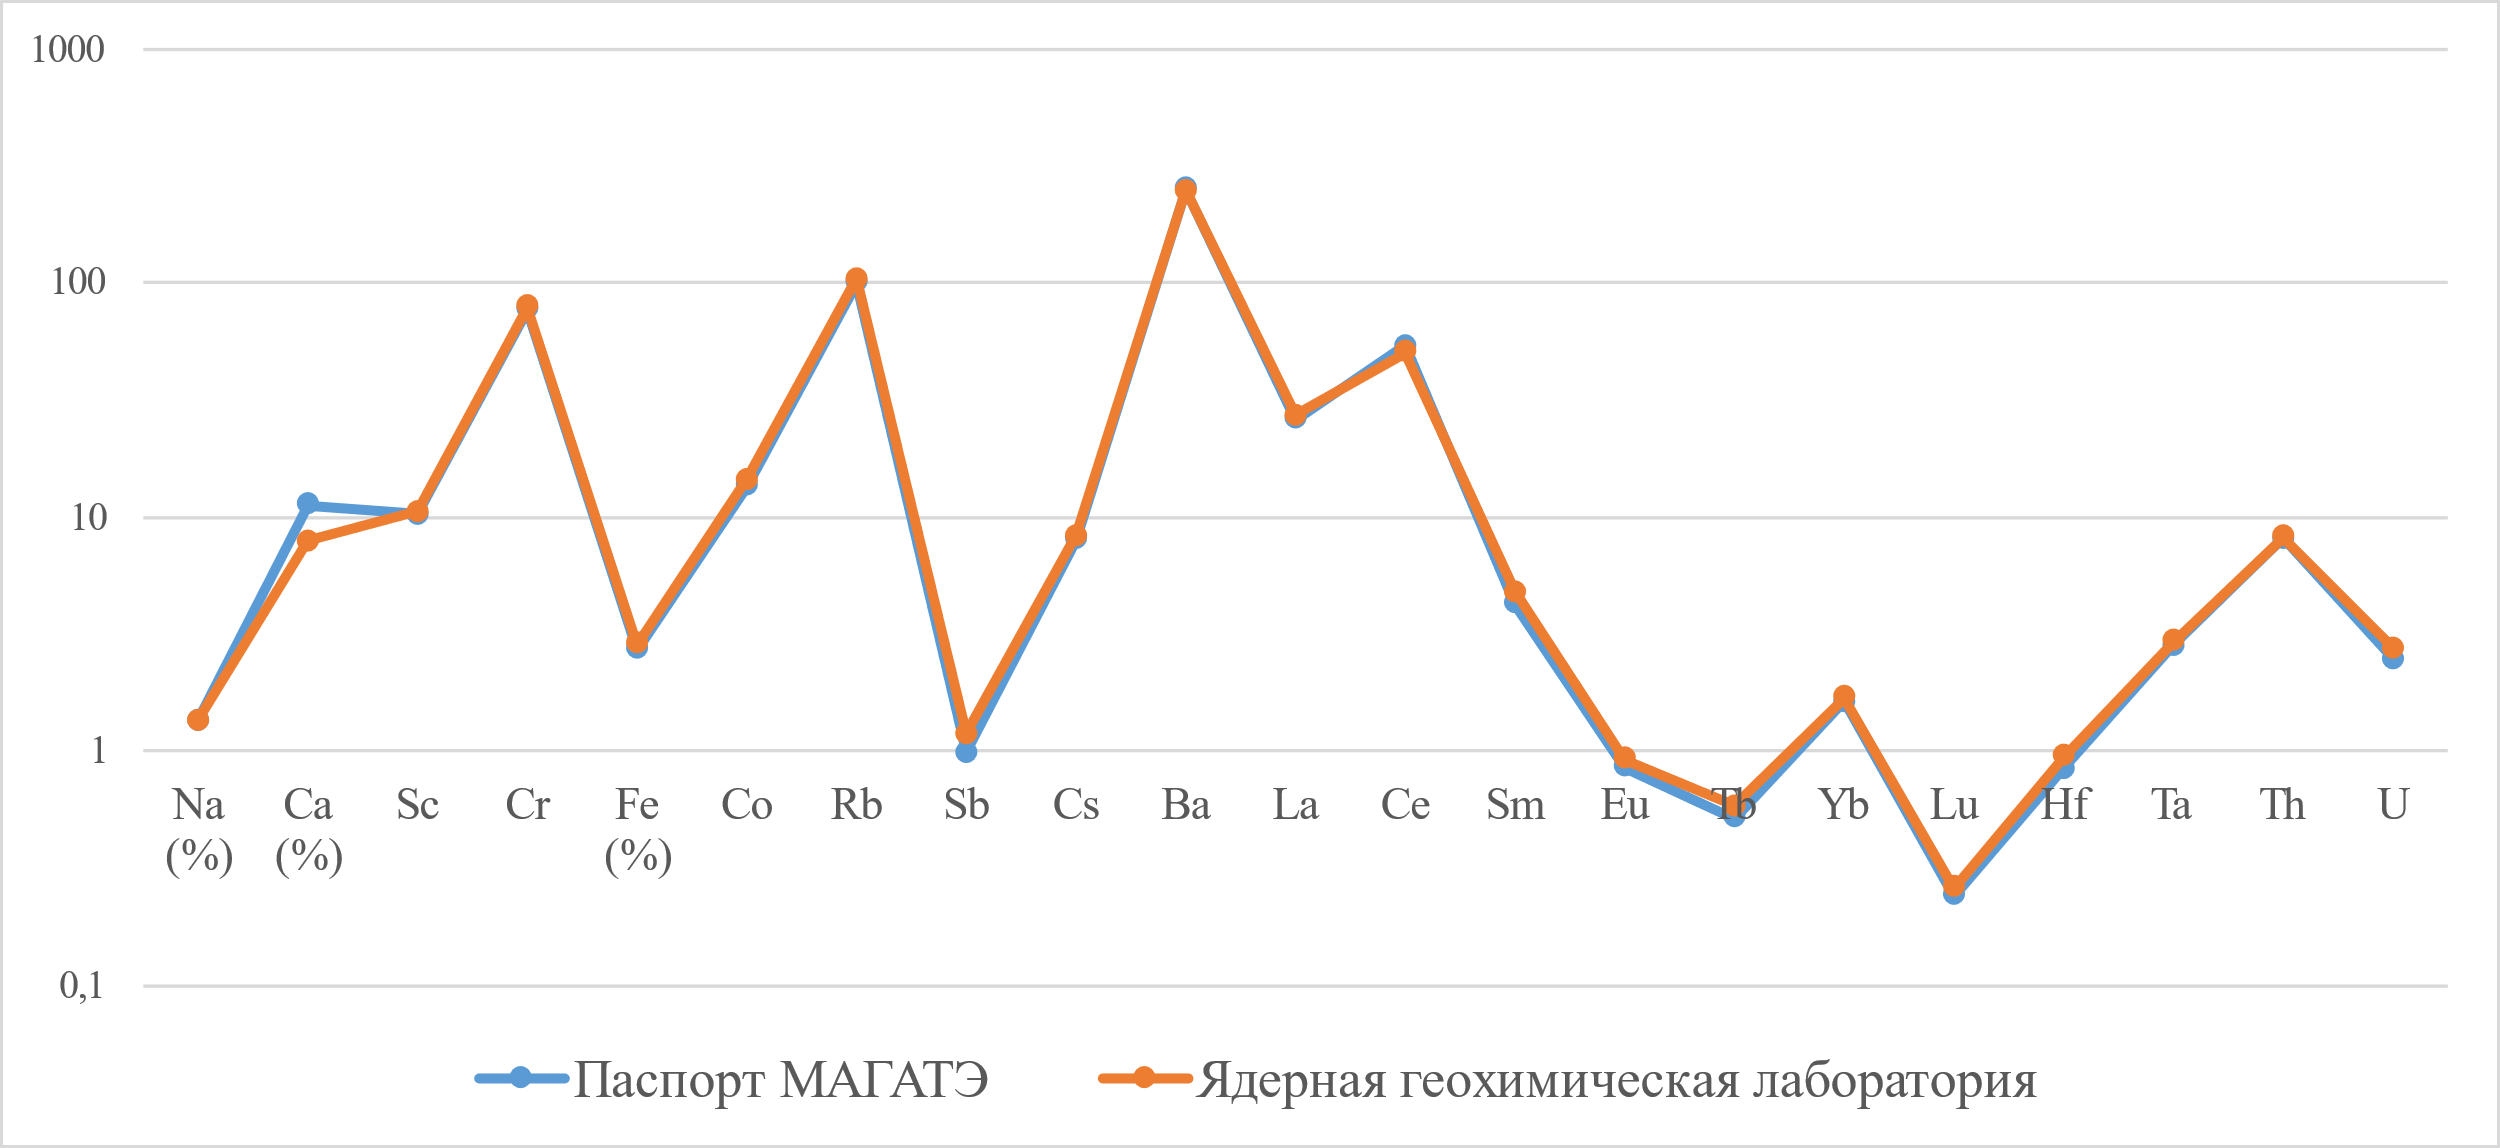 1000
100
10
1
0,1
Na Ca Sc Cr Fe Co Rb Sb Cs Ba La Ce Sm Eu Tb Yb Lu Hf Ta Th U
(%) (%) (%)
Паспорт МАГАТЭ Ядерная геохимическая лаборатория